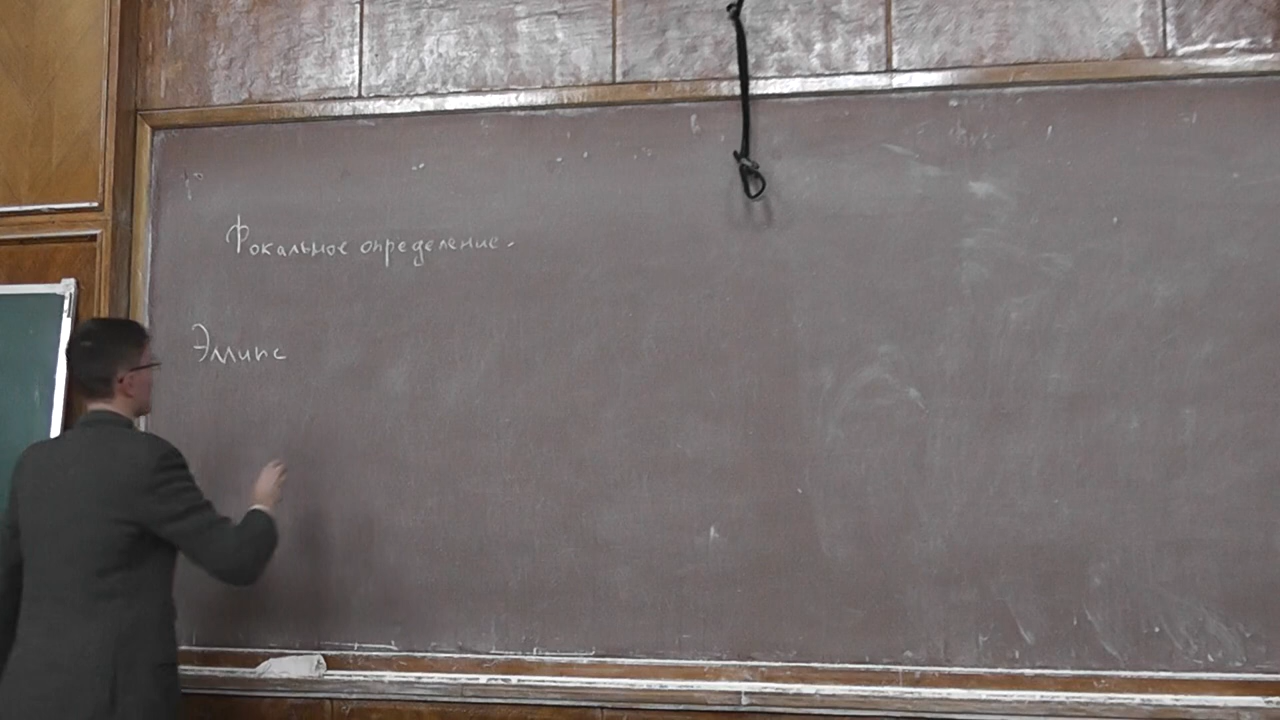 Фокальное определение.
Эллипс